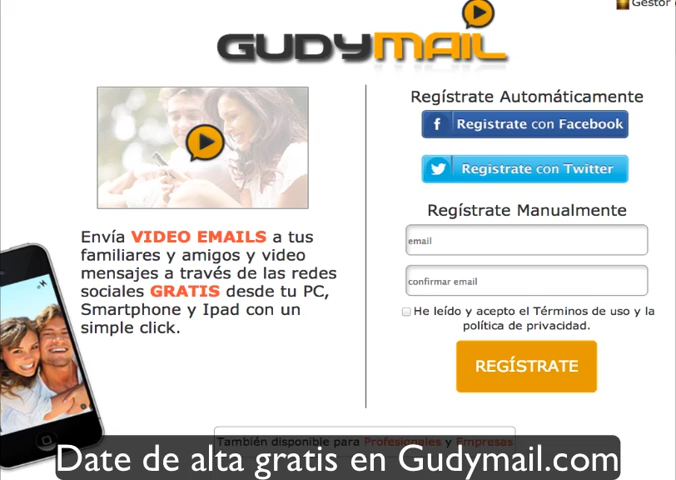 Gestor
GUDYMAIL
Regístrate Automáticamente
f Registrate con Facebook
Registrate con Twitter
Regístrate Manualmente
email
confirmar email
He leído y acepto el Términos de uso y la
política de privacidad.
REGÍSTRATE
Envía VIDEO EMAILS a tus
familiares y amigos y video
mensajes a través de las redes
sociales GRATIS desde tu PC,
Smartphone y Ipad con un
simple click.
También disponible para Profesionales y Empresas
Date de alta gratis en Gudymail.com